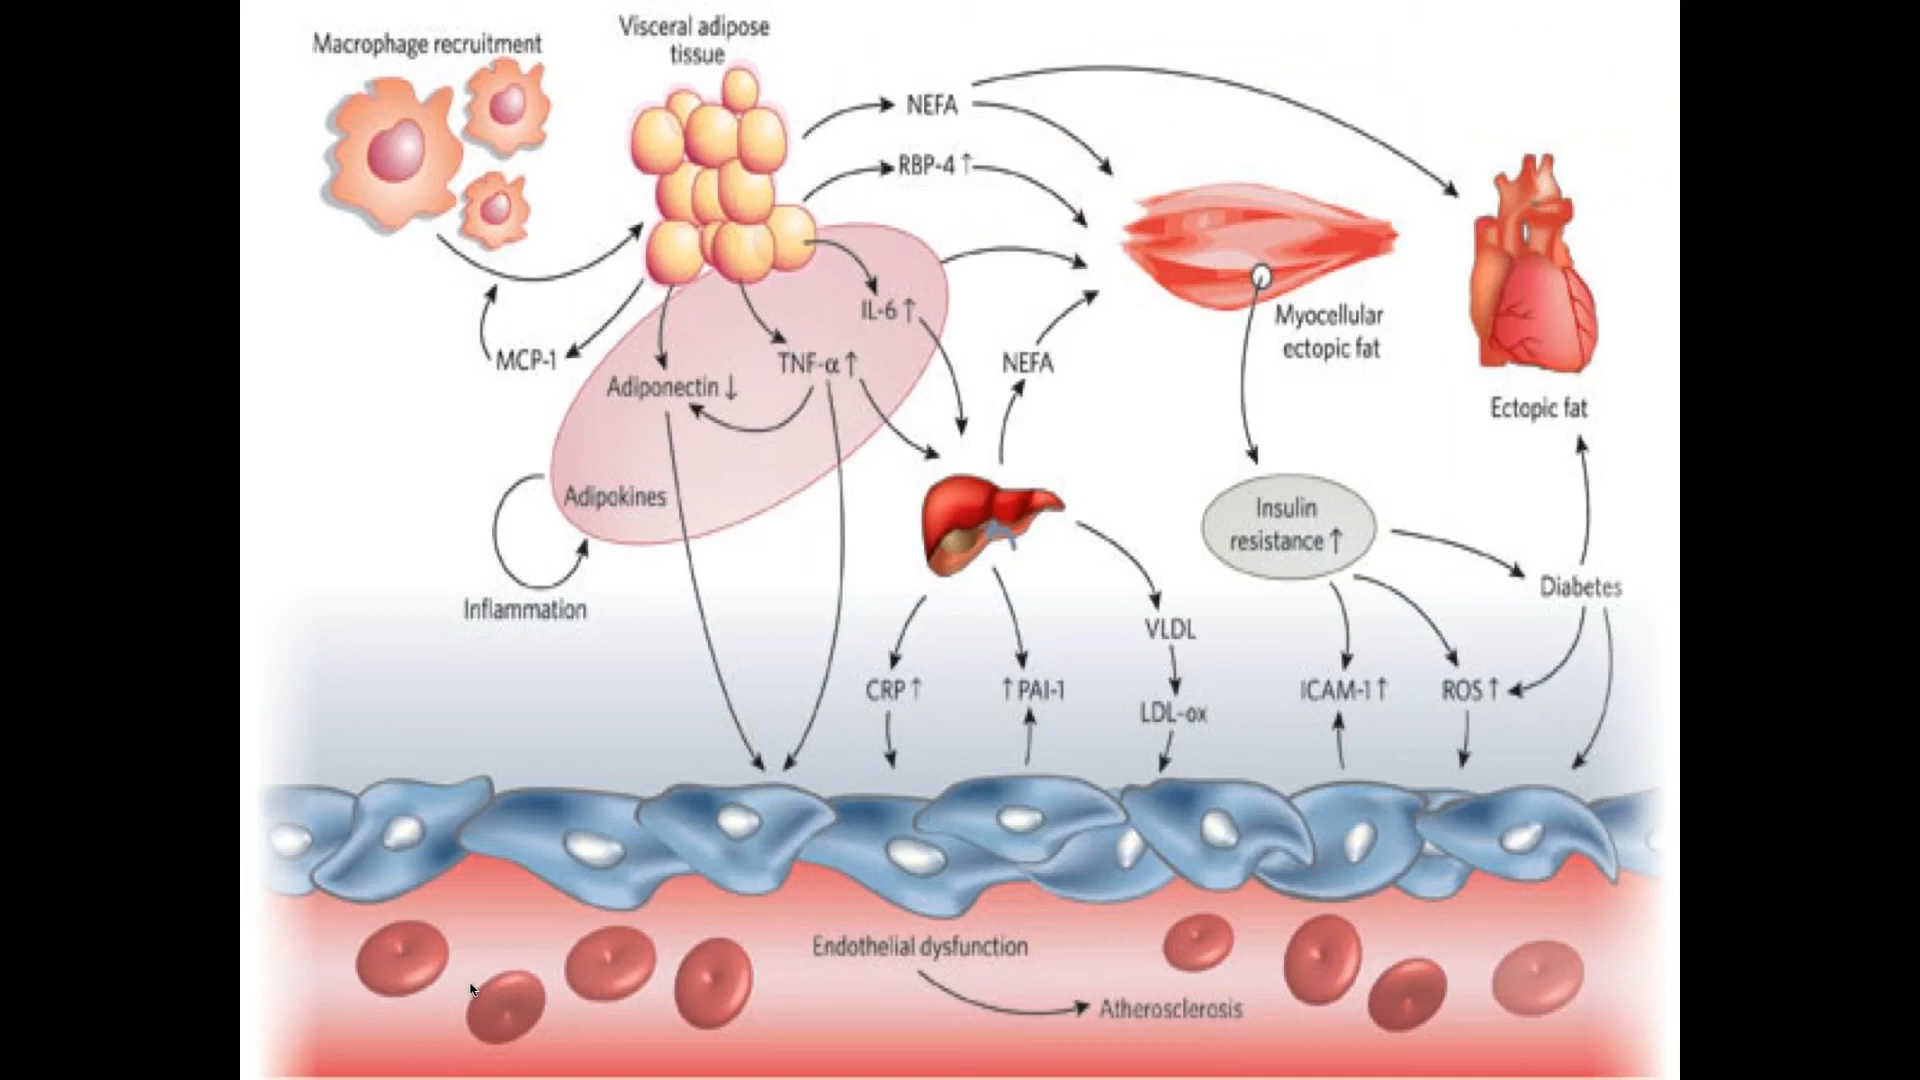 Macrophage recruitment
Visceral adipose
tissue
NEFA
RBP-4 ↑
IL-6 ↑
MCP-1
TNF-α ↑
Adiponectin ↓
NEFA
Myocellular
ectopic fat
Ectopic fat
Adipokines
Insulin
resistance ↑
Inflammation
Diabetes
VLDL
CRP ↑
↑ PAI-1
LDL-ox
ICAM-1 ↑
ROS ↑
Endothelial dysfunction
Atherosclerosis